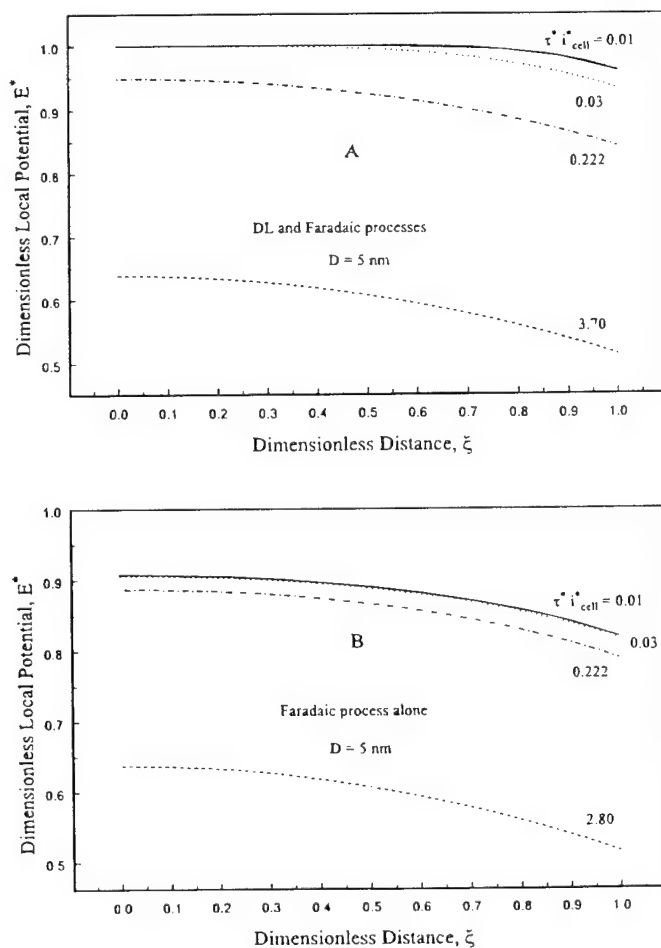 τ* i*cell = 0.01
0.03
0.222
A
DL and Faradaic processes
D = 5 nm
3.70
Dimensionless Local Potential, E*
1.0
0.9
0.8
0.7
0.6
0.5
0.0 0.1 0.2 0.3 0.4 0.5 0.6 0.7 0.8 0.9 1.0
Dimensionless Distance, ξ
τ* i*cell = 0.01
0.03
0.222
B
Faradaic process alone
D = 5 nm
2.80
Dimensionless Local Potential, E*
1.0
0.9
0.8
0.7
0.6
0.5
0 0 0.1 0.2 0.3 0.4 0.5 0.6 0.7 0.8 0.9 1.0
Dimensionless Distance, ξ